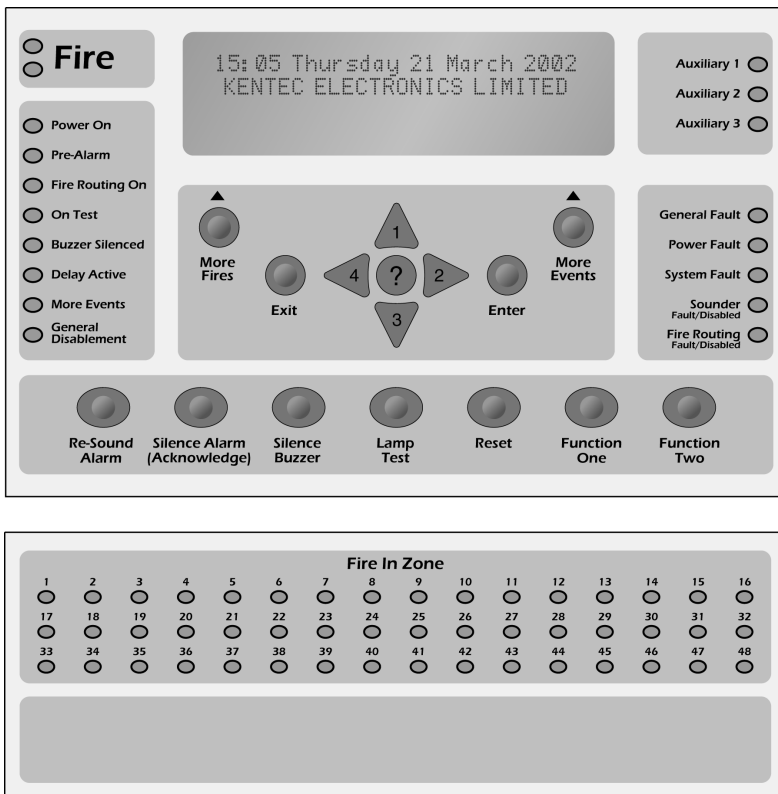 Fire
15:05 Thursday 21 March 2002
KENTEC ELECTRONICS LIMITED
Auxiliary 1
Auxiliary 2
Auxiliary 3
Power On
Pre-Alarm
Fire Routing On
On Test
Buzzer Silenced
Delay Active
More Events
General
Disablement
More
Fires
Exit
1
4
?
2
3
Enter
More
Events
General Fault
Power Fault
System Fault
Sounder
Fault/Disabled
Fire Routing
Fault/Disabled
Re-Sound
Alarm
Silence Alarm
(Acknowledge)
Silence
Buzzer
Lamp
Test
Reset
Function
One
Function
Two
Fire In Zone
1 2 3 4 5 6 7 8 9 10 11 12 13 14 15 16
17 18 19 20 21 22 23 24 25 26 27 28 29 30 31 32
33 34 35 36 37 38 39 40 41 42 43 44 45 46 47 48